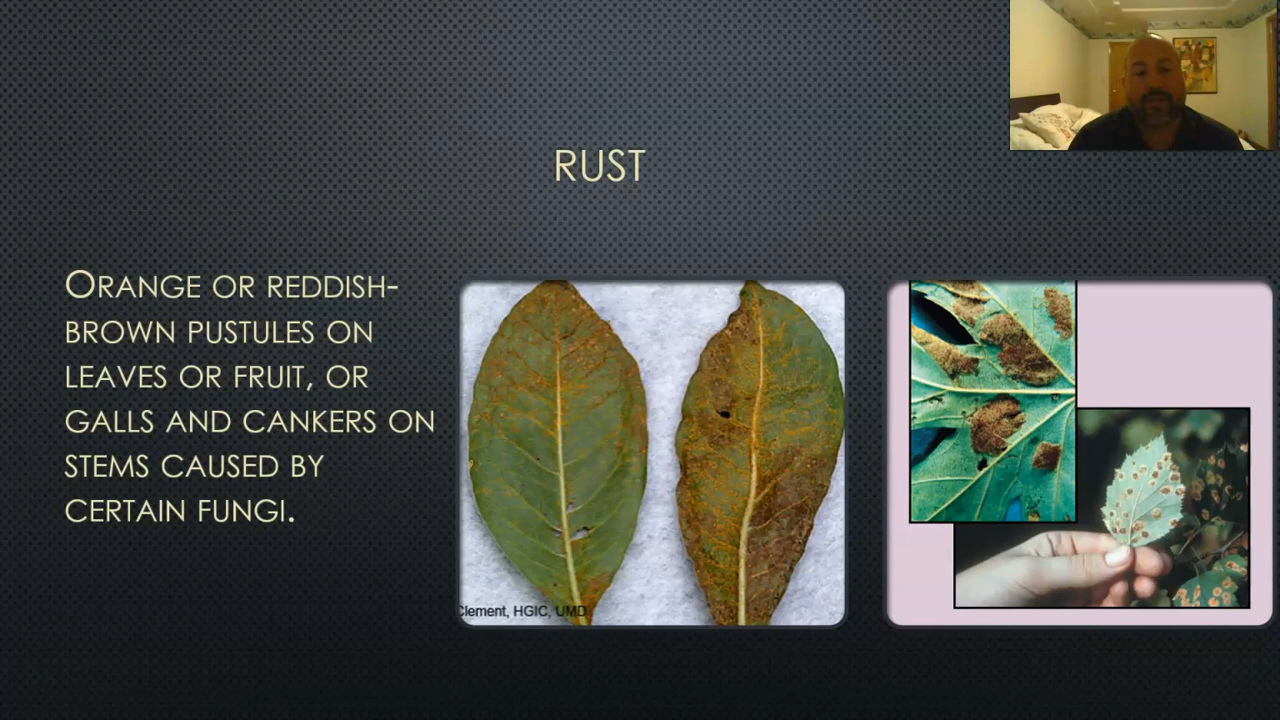 RUST
ORANGE OR REDDISH-
BROWN PUSTULES ON
LEAVES OR FRUIT, OR
GALLS AND CANKERS ON
STEMS CAUSED BY
CERTAIN FUNGI.
Clement, HGIC, UMD